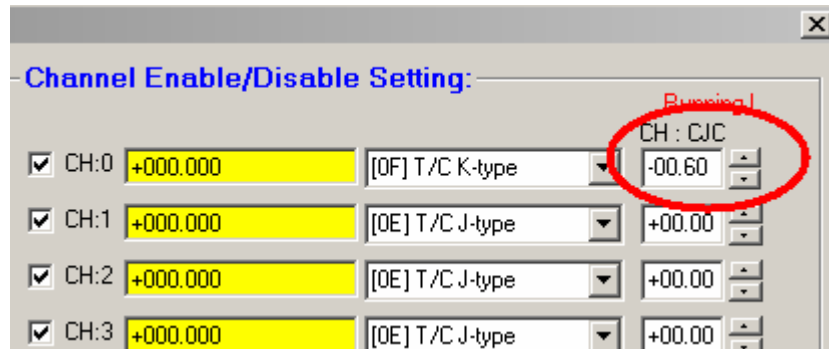 Channel Enable/Disable Setting:
Running!
CH : CJC
CH:0 +000.000 [0F] T/C K-type -00.60
CH:1 +000.000 [0E] T/C J-type +00.00
CH:2 +000.000 [0E] T/C J-type +00.00
CH:3 +000.000 [0E] T/C J-type +00.00